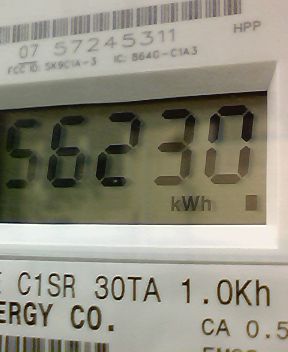 07 57245311
HPP
FCC ID: SK9C1A-3 IC: 864G-C1A3
56230
kWh
C1SR 30TA 1.0Kh
ERGY CO.
CA 0.5